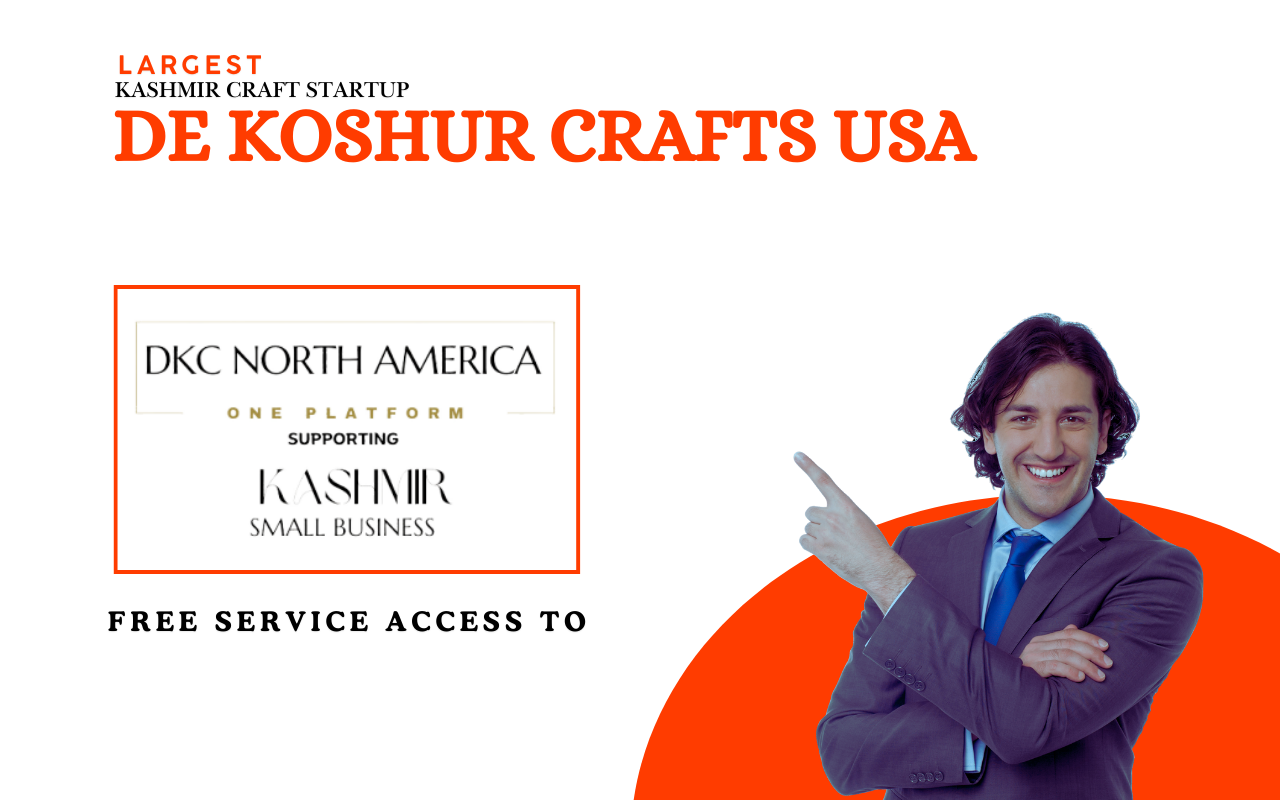 LARGEST
KASHMIR CRAFT STARTUP
DE KOSHUR CRAFTS USA
DKC NORTH AMERICA
ONE PLATFORM
SUPPORTING
KASHMIR
SMALL BUSINESS
FREE SERVICE ACCESS TO